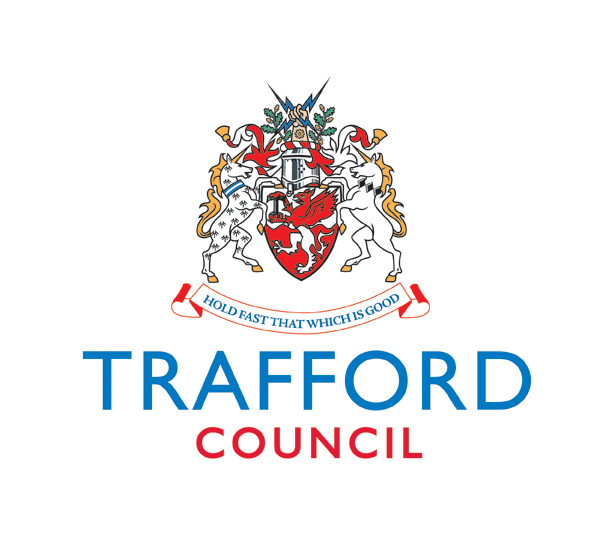 HOLD FAST THAT WHICH IS GOOD
TRAFFORD
COUNCIL